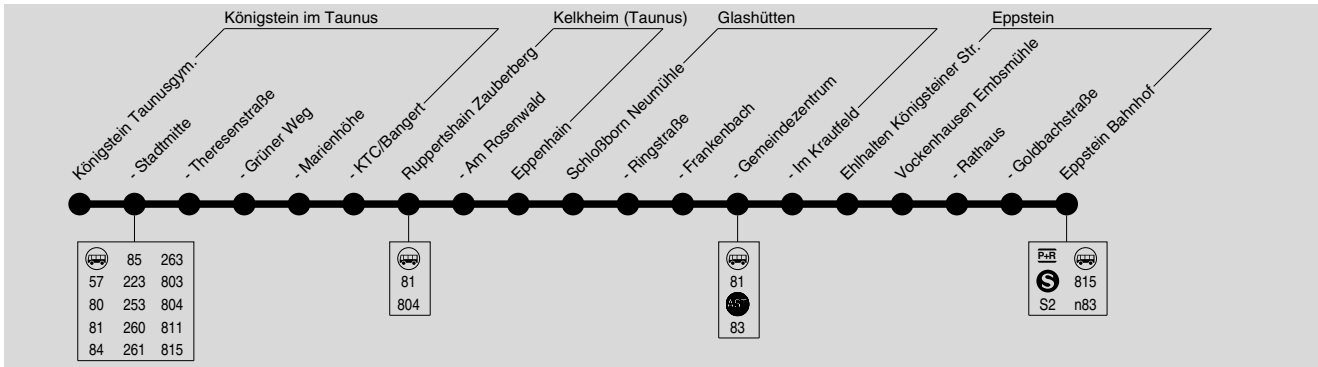 Königstein im Taunus
Kelkheim (Taunus)
Glashütten
Eppstein
Königstein Taunusgym.
- Stadtmitte
- Theresenstraße
- Grüner Weg
- Marienhöhe
- KTC/Bangert
Ruppertshain Zauberberg
- Am Rosenwald
Eppenhain
Schloßborn Neumühle
- Ringstraße
- Frankenbach
- Gemeindezentrum
- Im Krautfeld
Ehlhalten Königsteiner Str.
Vockenhausen Embsmühle
- Rathaus
- Goldbachstraße
Eppstein Bahnhof
85 263
57 223 803
80 253 804
81 260 811
84 261 815
81
804
81
AST
83
P+R
S 815
S2 n83